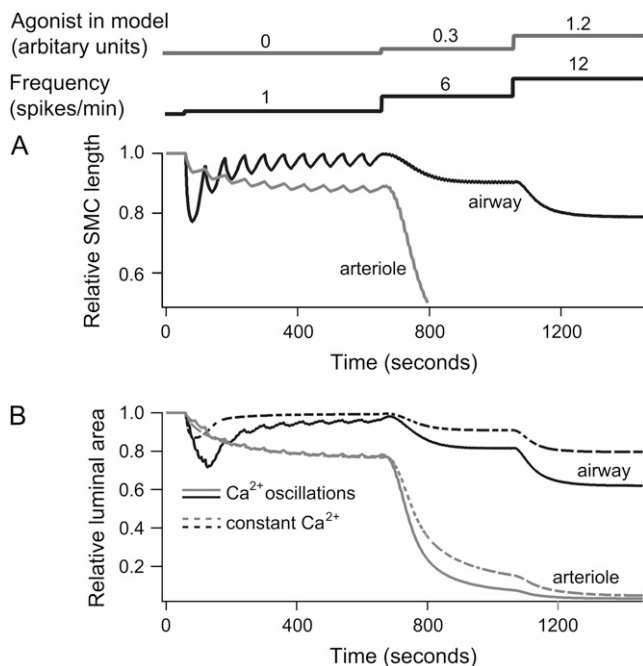 Agonist in model
(arbitary units)
0
0.3
1.2
Frequency
(spikes/min)
1
6
12
A
Relative SMC length
1.0
0.8
0.6
airway
arteriole
0
400
800
1200
Time (seconds)
B
Relative luminal area
1.0
0.8
0.6
0.4
0.2
Ca2+ oscillations
constant Ca2+
airway
arteriole
0
400
800
1200
Time (seconds)